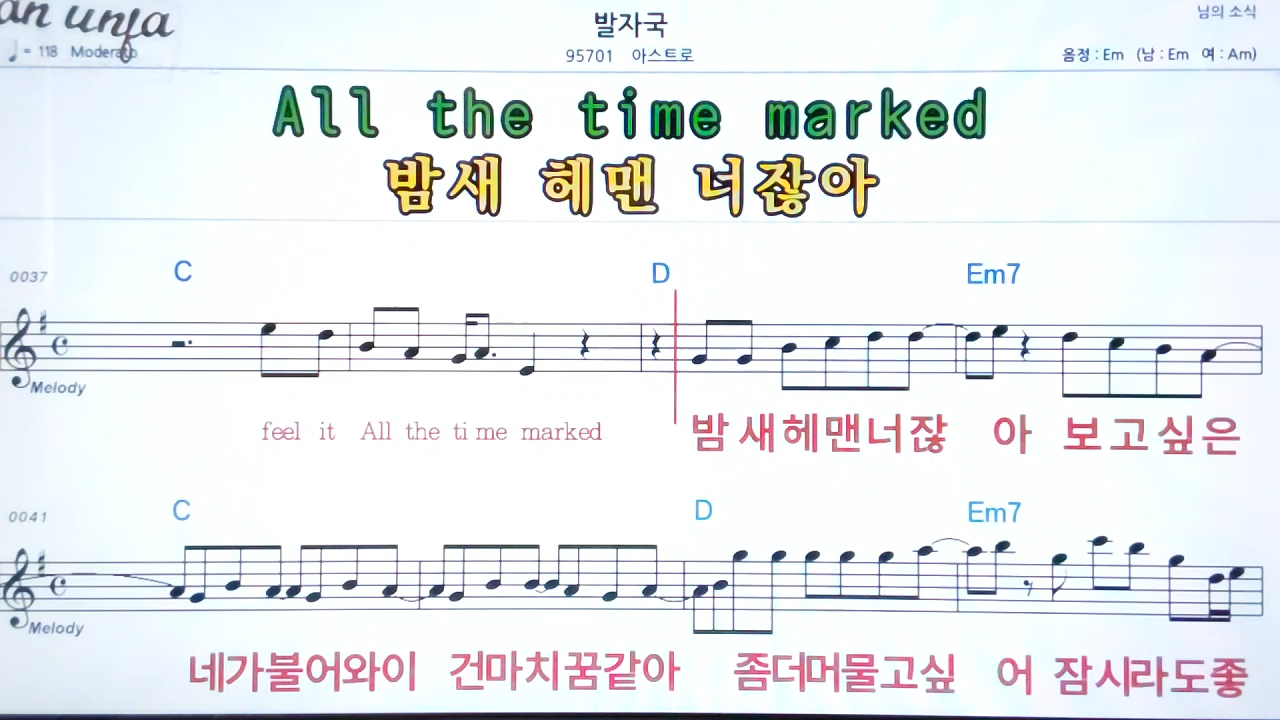 an unfa
님의 소식
발자국
♩= 118 Moderato
95701 아스트로
음정 : Em (남 : Em 여 : Am)
All the time marked
밤새 헤맨 너잖아
0037
C D Em7
Melody
feel it All the time marked 밤새헤맨너잖 아 보고싶은
0041
C D Em7
Melody
네가불어와이 건마치꿈같아 좀더머물고싶 어 잠시라도좋